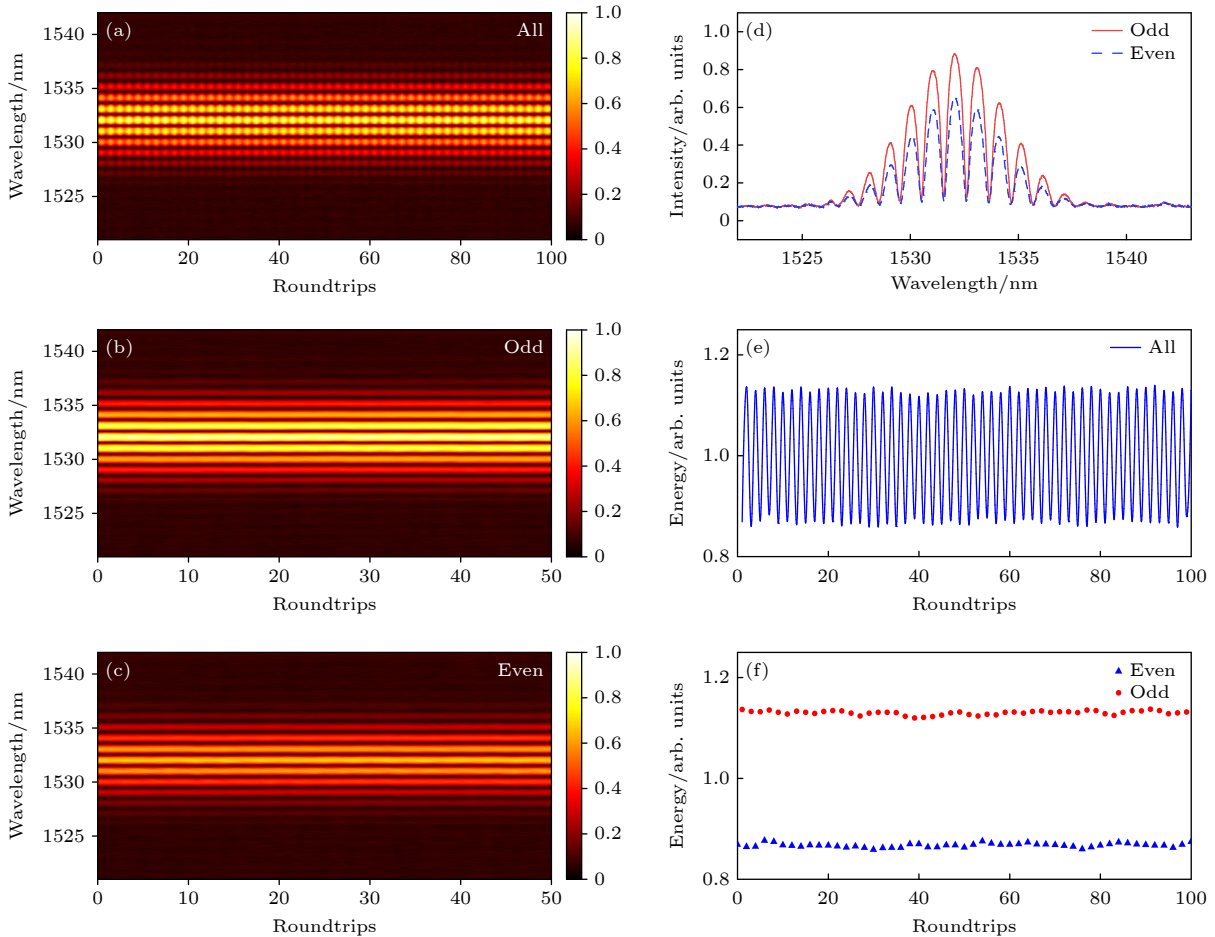 (a)
All
Wavelength/nm
1540
1535
1530
1525
0
20
40
60
80
100
Roundtrips
1.0
0.8
0.6
0.4
0.2
0
(d)
Odd
Even
Intensity/arb. units
1.0
0.8
0.6
0.4
0.2
0
1525
1530
1535
1540
Wavelength/nm
(b)
Odd
Wavelength/nm
1540
1535
1530
1525
0
10
20
30
40
50
Roundtrips
1.0
0.8
0.6
0.4
0.2
0
(e)
All
Energy/arb. units
1.2
1.0
0.8
0
20
40
60
80
100
Roundtrips
(c)
Even
Wavelength/nm
1540
1535
1530
1525
0
10
20
30
40
50
Roundtrips
1.0
0.8
0.6
0.4
0.2
0
(f)
Even
Odd
Energy/arb. units
1.2
1.0
0.8
0
20
40
60
80
100
Roundtrips